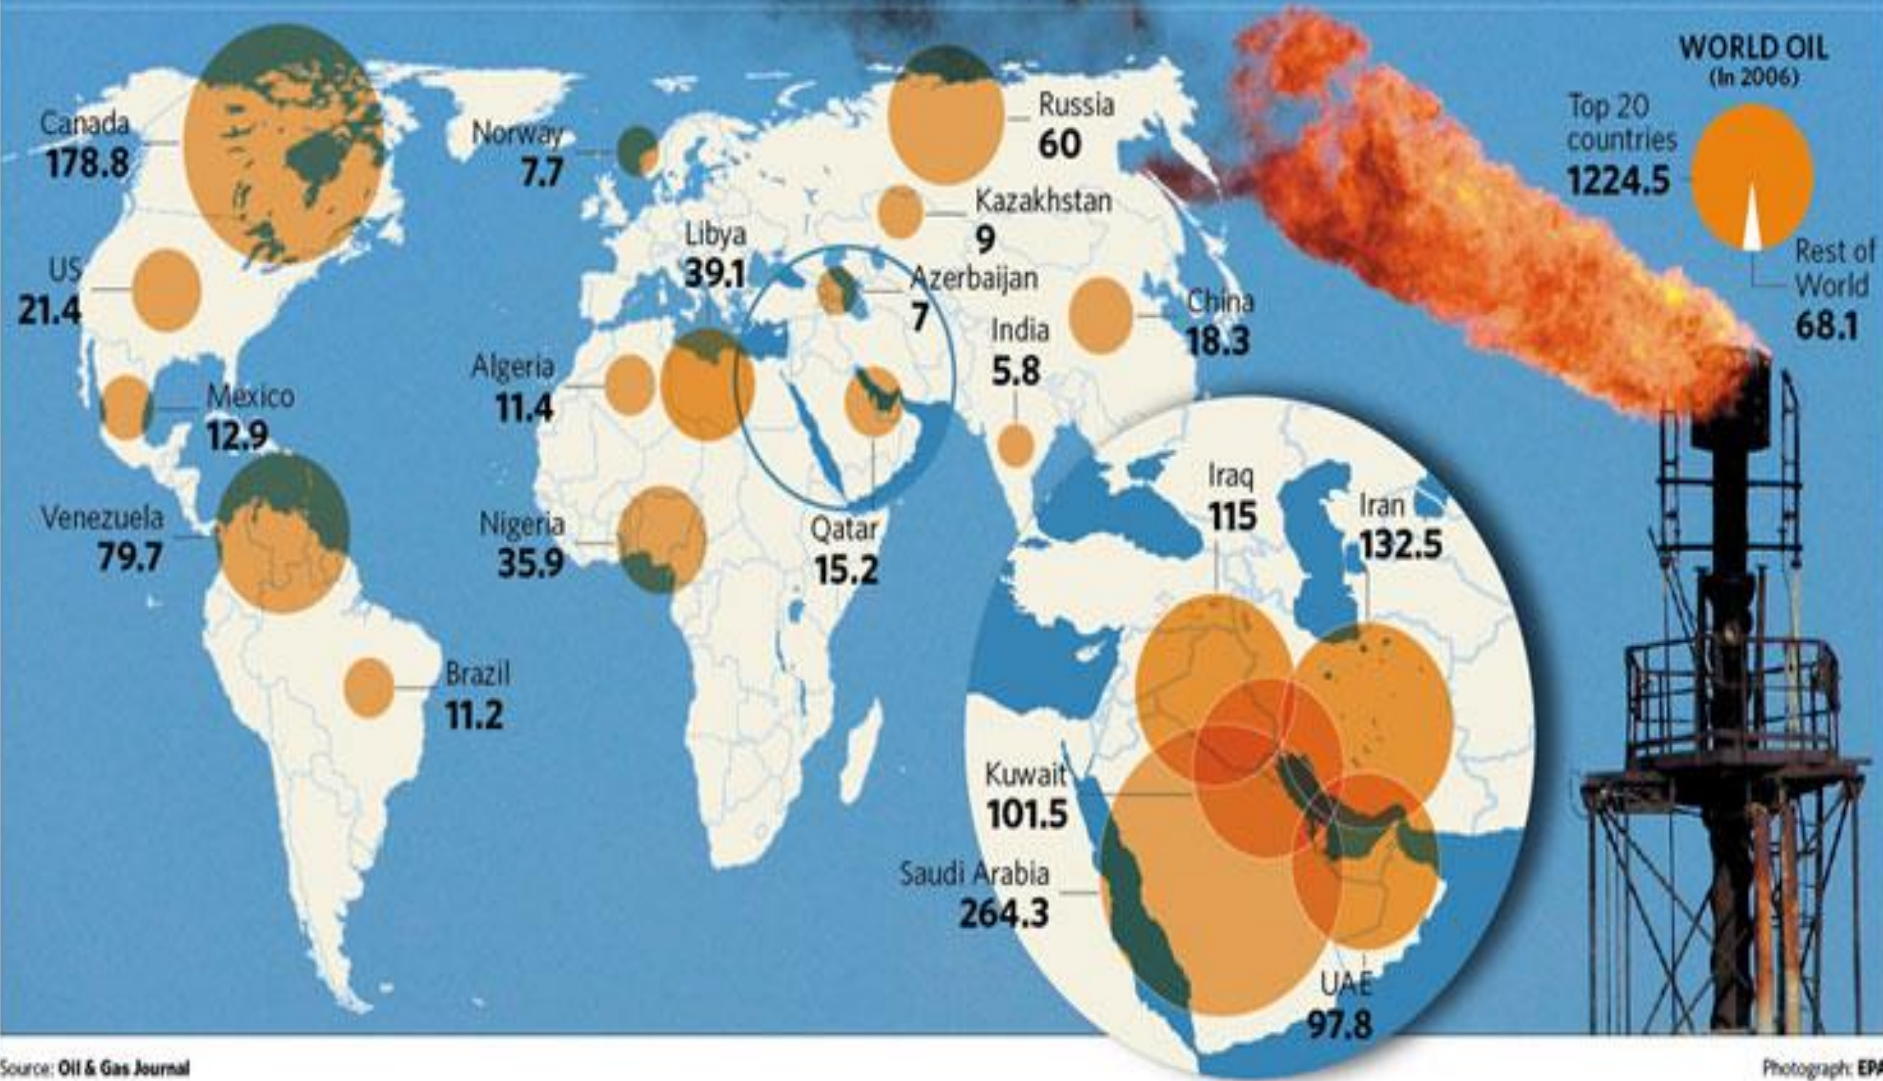 WORLD OIL
(In 2006)
Top 20
countries
1224.5
Rest of
World
68.1
Canada
178.8
US
21.4
Mexico
12.9
Venezuela
79.7
Brazil
11.2
Norway
7.7
Russia
60
Kazakhstan
9
Libya
39.1
Azerbaijan
7
Algeria
11.4
Nigeria
35.9
Qatar
15.2
India
5.8
China
18.3
Iraq
115
Iran
132.5
Kuwait
101.5
Saudi Arabia
264.3
UAE
97.8
Source: Oil & Gas Journal
Photograph: EPA